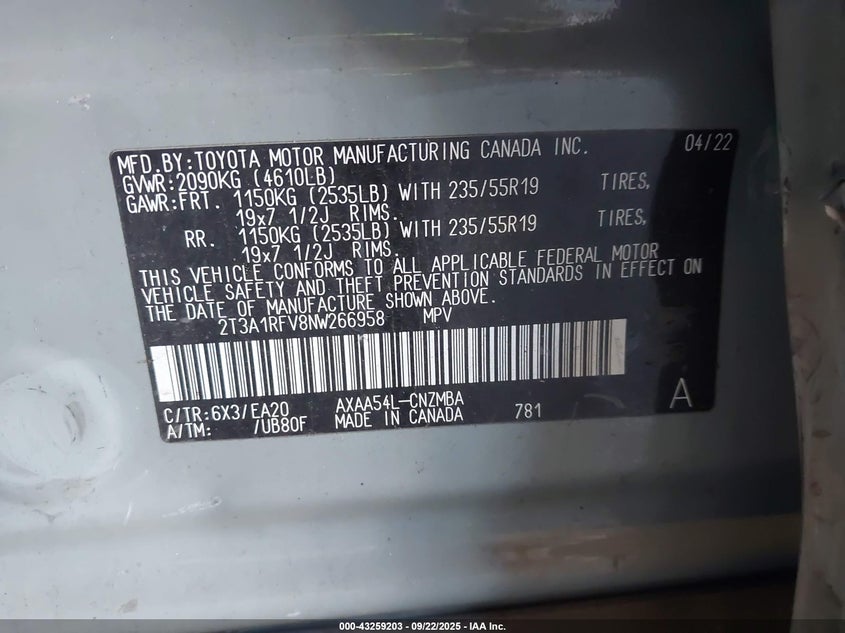 MFD.BY:TOYOTA MOTOR MANUFACTURING CANADA INC. 04/22
GVWR:2090KG (4610LB)
GAWR:FRT. 1150KG (2535LB) WITH 235/55R19 TIRES,
19x7 1/2J RIMS.
RR. 1150KG (2535LB) WITH 235/55R19 TIRES,
19x7 1/2J RIMS.
THIS VEHICLE CONFORMS TO ALL APPLICABLE FEDERAL MOTOR
VEHICLE SAFETY AND THEFT PREVENTION STANDARDS IN EFFECT ON
THE DATE OF MANUFACTURE SHOWN ABOVE.
2T3A1RFV8NW266958 MPV
C/TR:6X3/EA20 AXAA54L-CNZMBA A
A/TM: /UB80F MADE IN CANADA 781
000-43259203 - 09/22/2025 - IAA Inc.